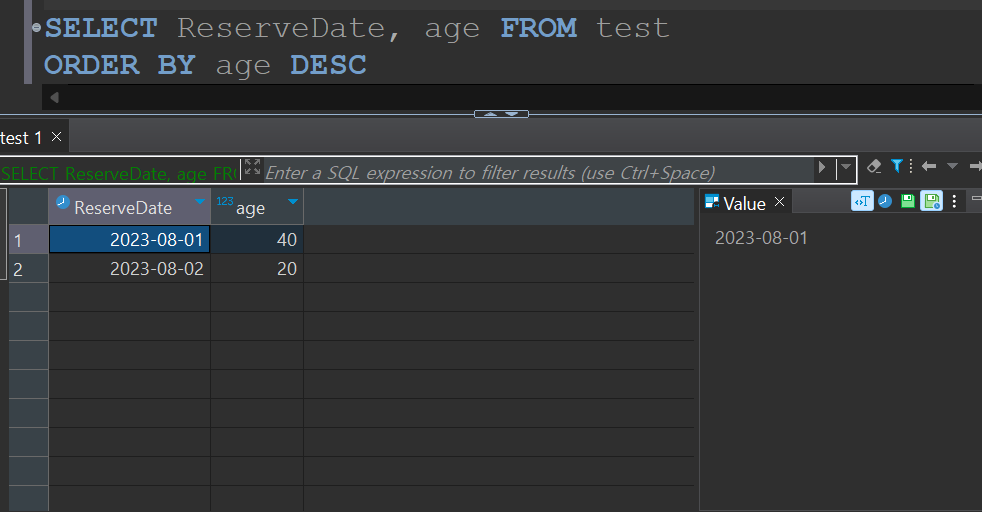 SELECT ReserveDate, age FROM test
ORDER BY age DESC
test 1
SELECT ReserveDate, age FR
Enter a SQL expression to filter results (use Ctrl+Space)
ReserveDate 123 age
1 2023-08-01 40
2 2023-08-02 20
Value
2023-08-01